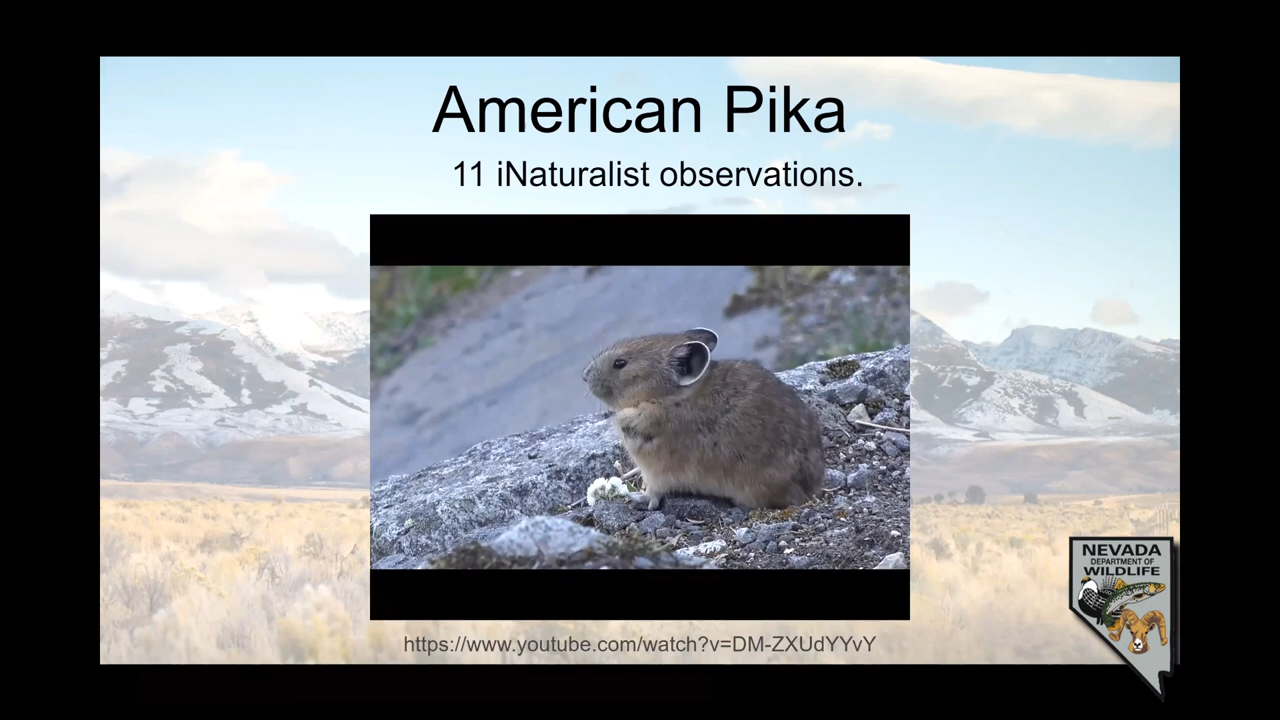 American Pika
11 iNaturalist observations.
NEVADA
DEPARTMENT OF
WILDLIFE
https://www.youtube.com/watch?v=DM-ZXUdYYvY